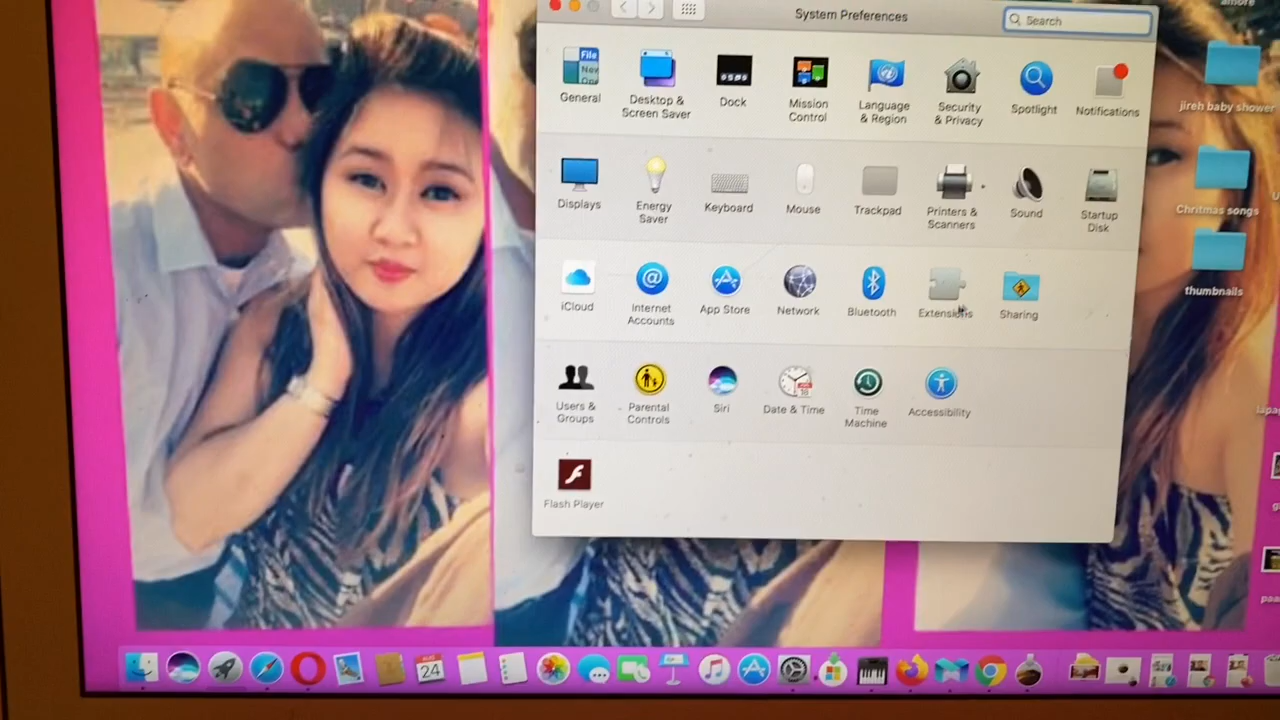 System Preferences
Search
General
Desktop &
Screen Saver
Dock
Mission
Control
Language
& Region
Security
& Privacy
Spotlight
Notifications
Displays
Energy
Saver
Keyboard
Mouse
Trackpad
Printers &
Scanners
Sound
Startup
Disk
iCloud
Internet
Accounts
App Store
Network
Bluetooth
Extensions
Sharing
Users &
Groups
Parental
Controls
Siri
Date & Time
Time
Machine
Accessibility
Flash Player
amore
jireh baby shower
Chritmas songs
thumbnails
24